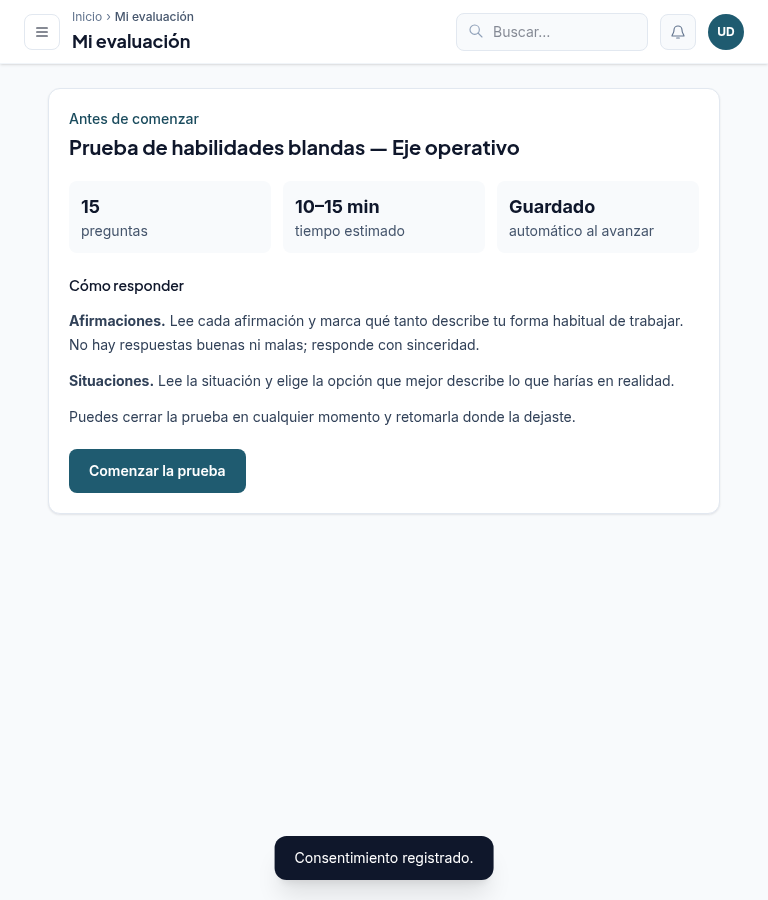 Inicio › Mi evaluación
Mi evaluación
Buscar...
UD
Antes de comenzar
Prueba de habilidades blandas — Eje operativo
15
preguntas
10–15 min
tiempo estimado
Guardado
automático al avanzar
Cómo responder
Afirmaciones. Lee cada afirmación y marca qué tanto describe tu forma habitual de trabajar.
No hay respuestas buenas ni malas; responde con sinceridad.
Situaciones. Lee la situación y elige la opción que mejor describe lo que harías en realidad.
Puedes cerrar la prueba en cualquier momento y retomarla donde la dejaste.
Comenzar la prueba
Consentimiento registrado.